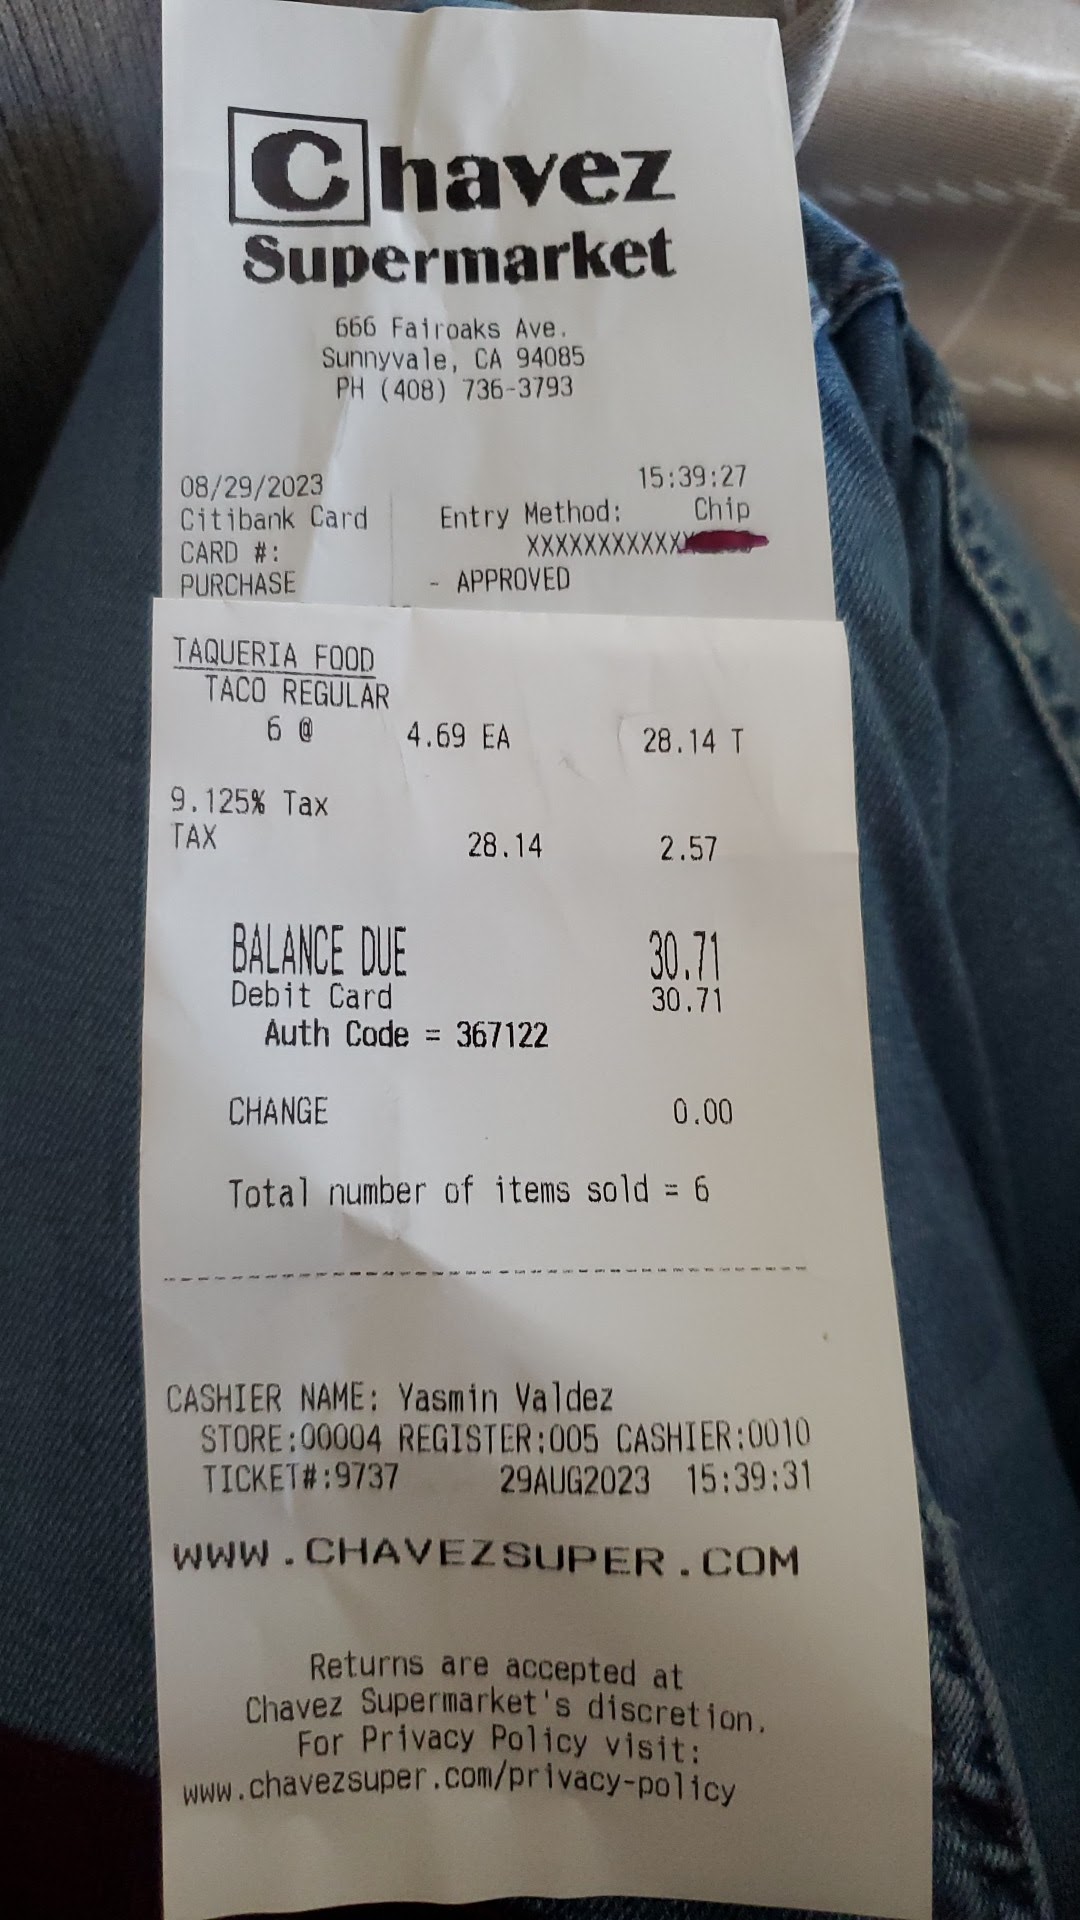 Chavez
Supermarket
666 Fairoaks Ave.
Sunnyvale, CA 94085
PH (408) 736-3793
08/29/2023 15:39:27
Citibank Card Entry Method: Chip
CARD #: XXXXXXXXXXXX
PURCHASE - APPROVED
TAQUERIA FOOD
TACO REGULAR
6 @ 4.69 EA 28.14 T
9.125% Tax
TAX 28.14 2.57
BALANCE DUE 30.71
Debit Card 30.71
Auth Code = 367122
CHANGE 0.00
Total number of items sold = 6
CASHIER NAME: Yasmin Valdez
STORE:00004 REGISTER:005 CASHIER:0010
TICKET#:9737 29AUG2023 15:39:31
WWW.CHAVEZSUPER.COM
Returns are accepted at
Chavez Supermarket's discretion.
For Privacy Policy visit:
www.chavezsuper.com/privacy-policy